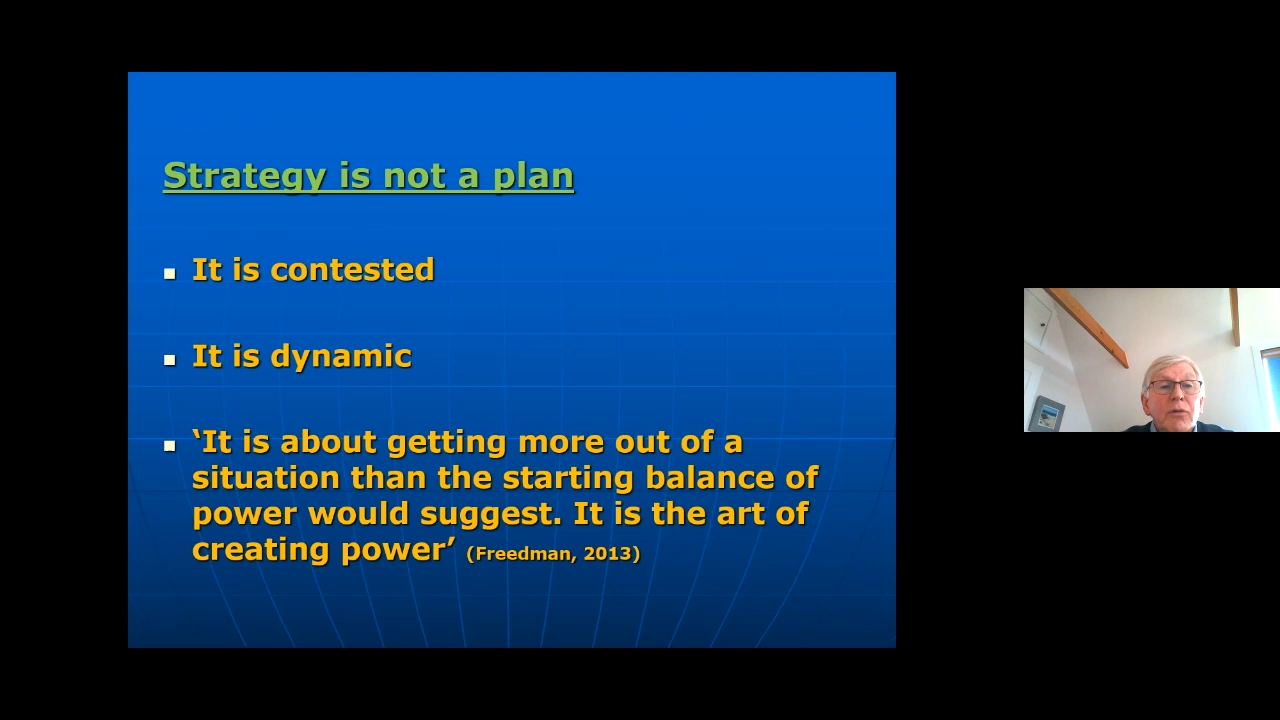 Strategy is not a plan
It is contested
It is dynamic
‘It is about getting more out of a
situation than the starting balance of
power would suggest. It is the art of
creating power’ (Freedman, 2013)